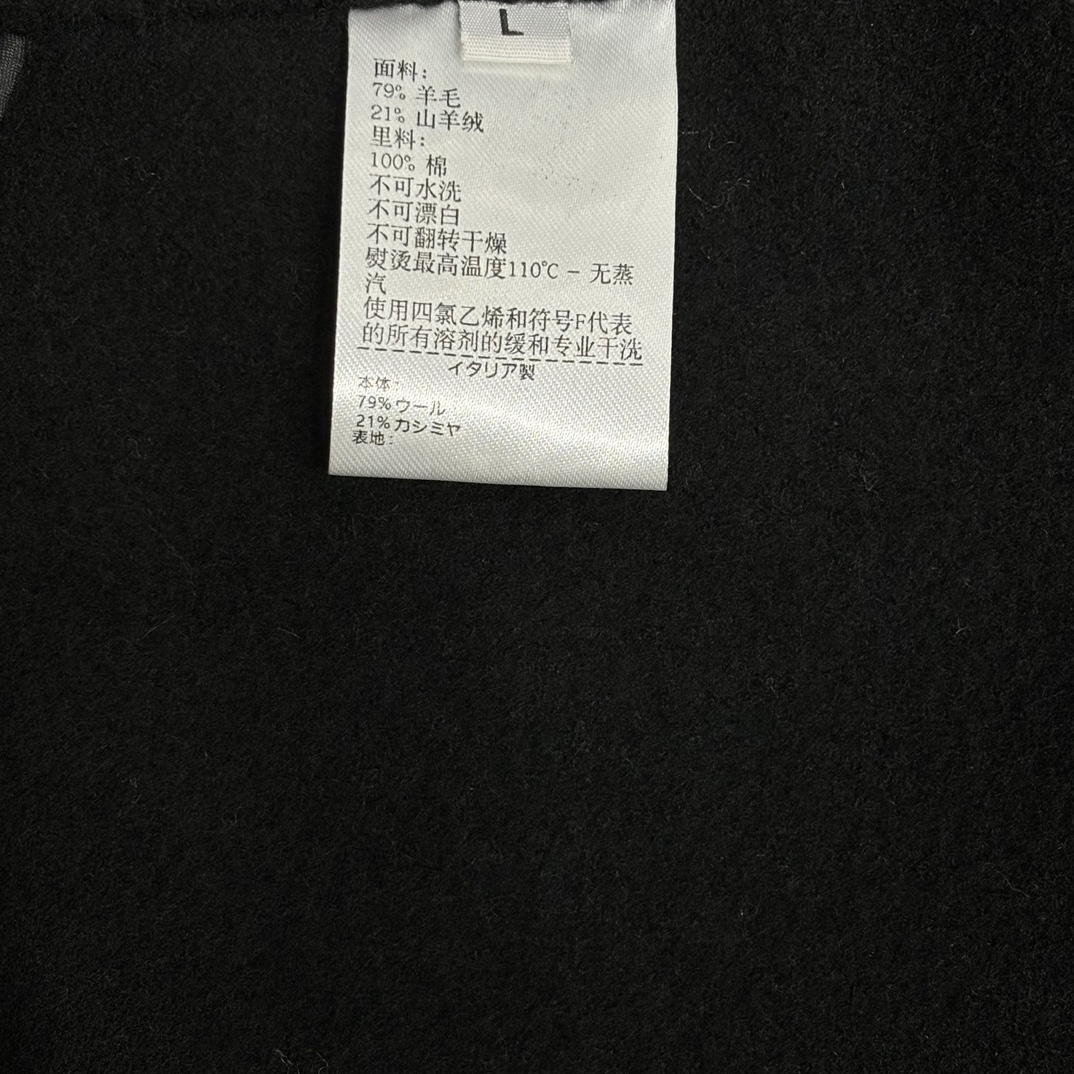 L
面料:
79% 羊毛
21% 山羊绒
里料:
100% 棉
不可水洗
不可漂白
不可翻转干燥
熨烫最高温度110℃ - 无蒸
汽
使用四氯乙烯和符号F代表
的所有溶剂的缓和专业干洗
イタリア製
本体:
79%ウール
21%カシミヤ
表地: